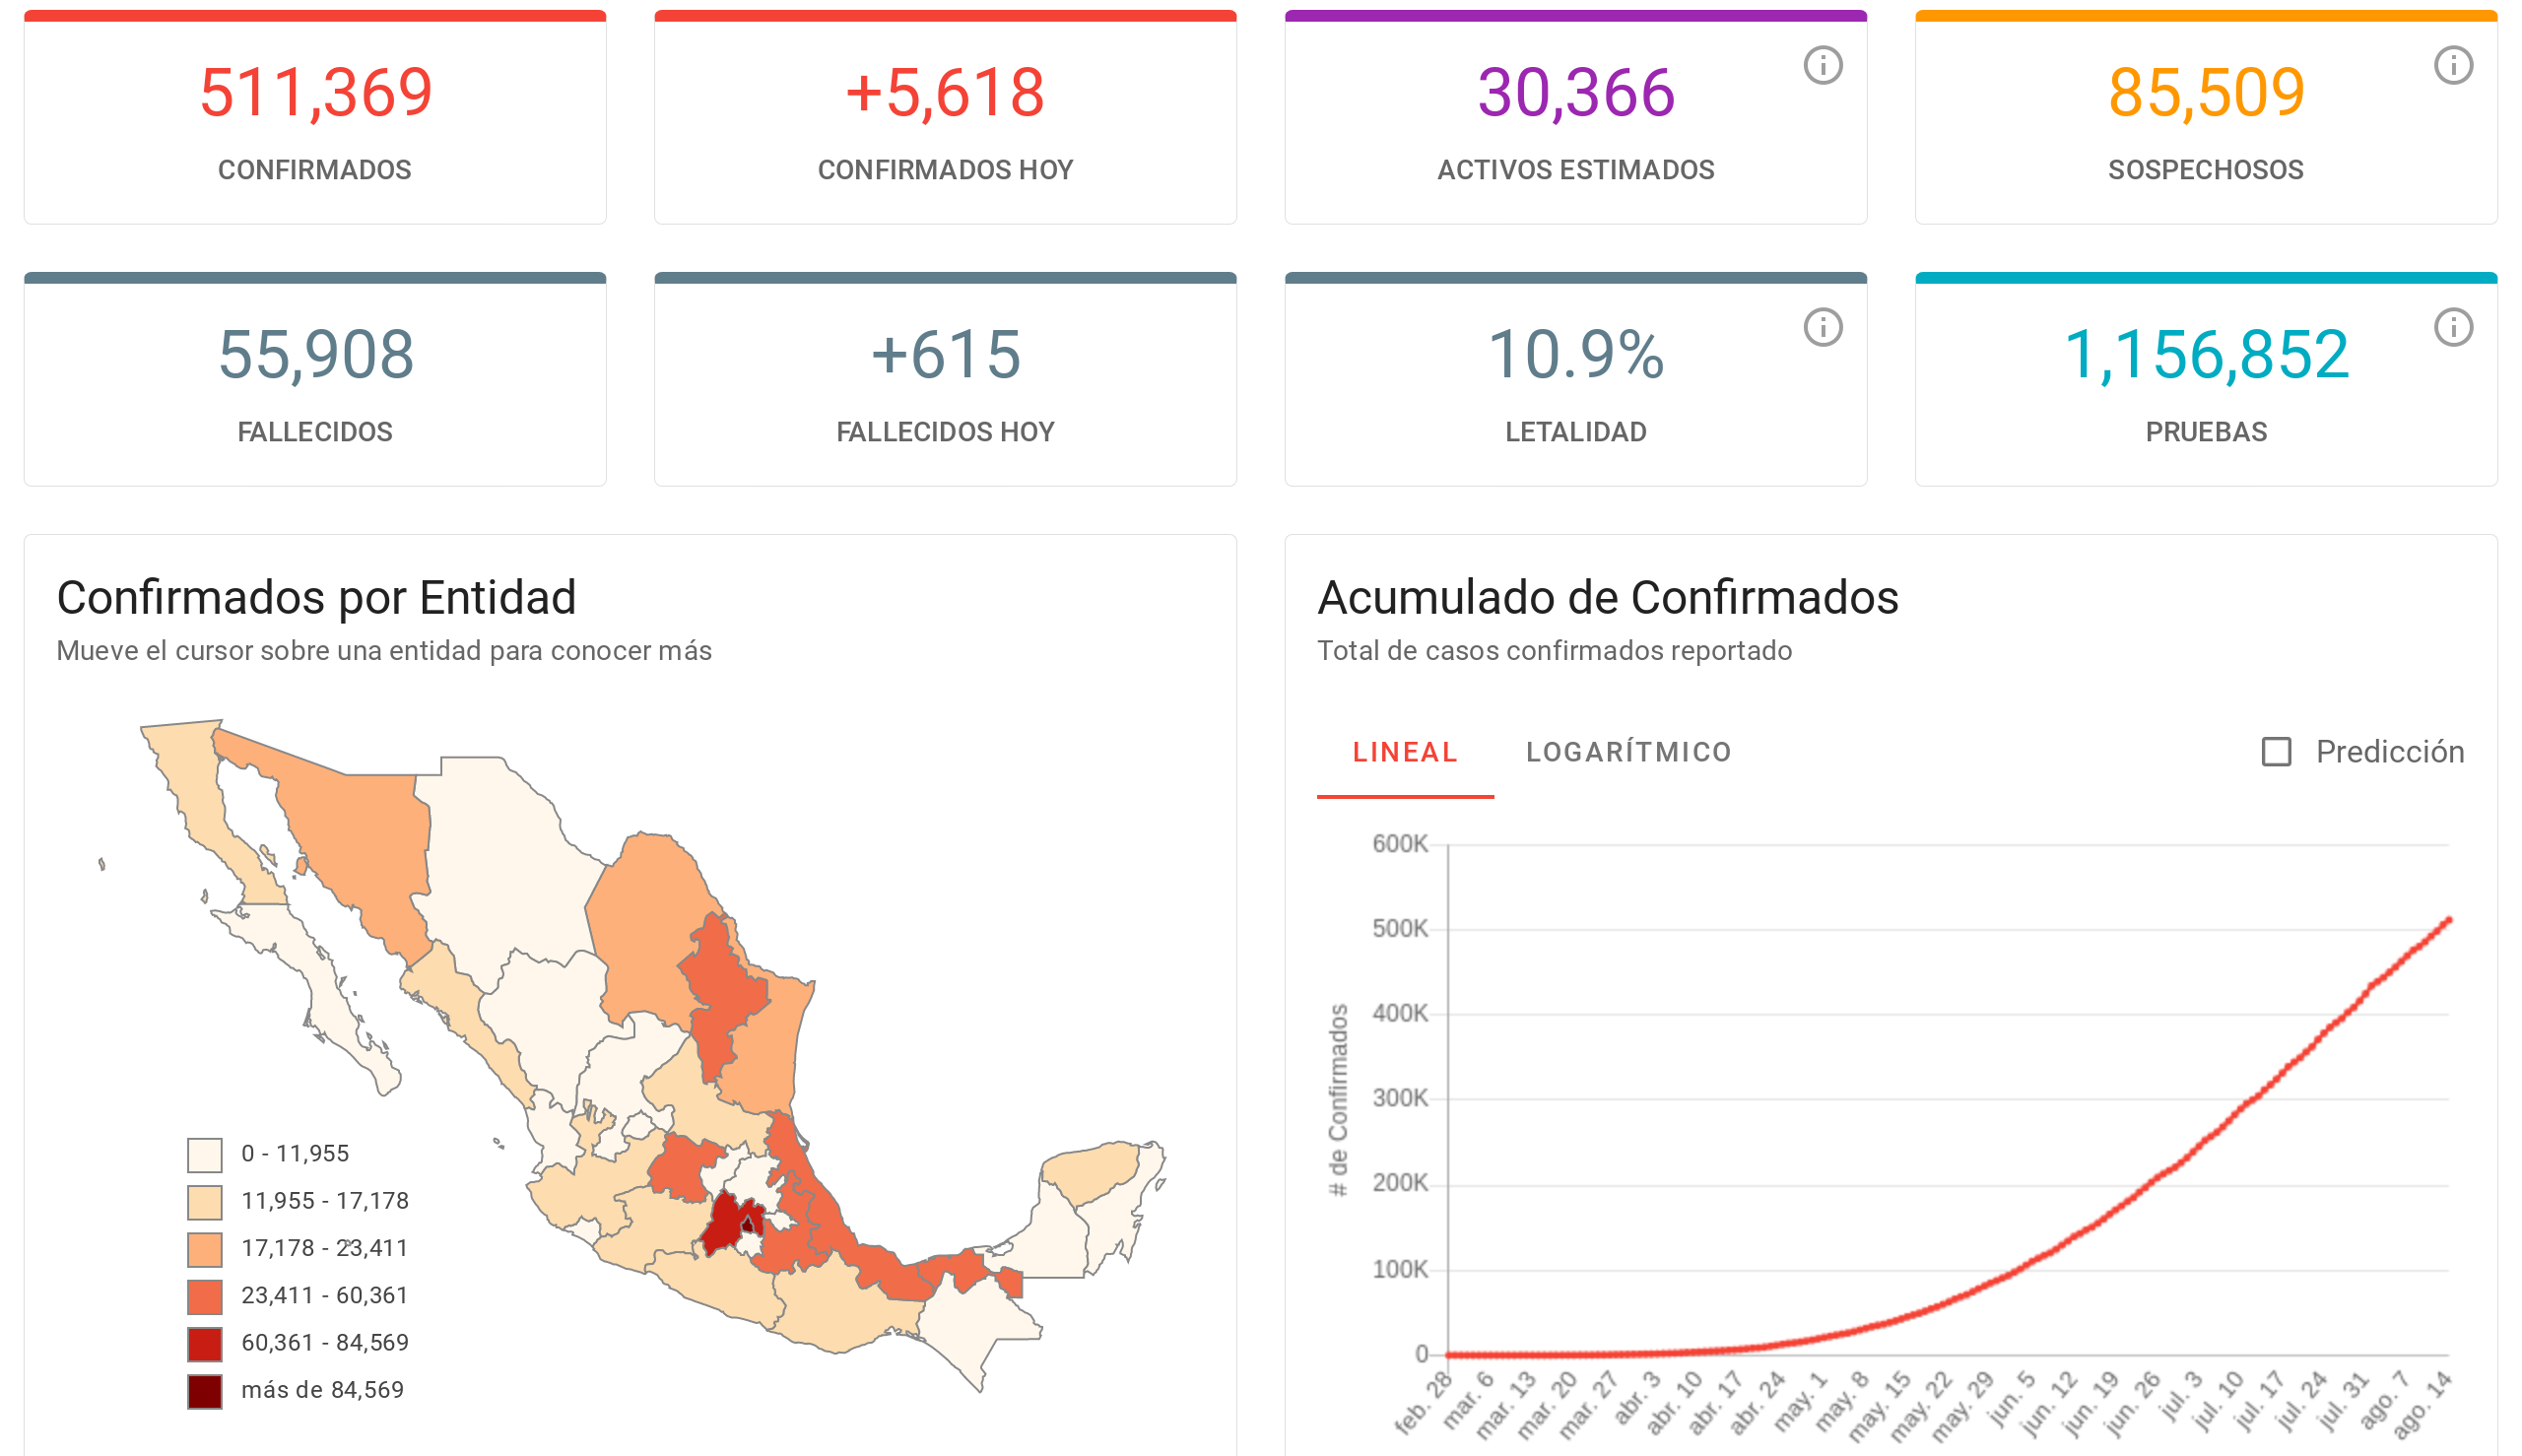 511,369
CONFIRMADOS
+5,618
CONFIRMADOS HOY
30,366
ACTIVOS ESTIMADOS
85,509
SOSPECHOSOS
55,908
FALLECIDOS
+615
FALLECIDOS HOY
10.9%
LETALIDAD
1,156,852
PRUEBAS
Confirmados por Entidad
Mueve el cursor sobre una entidad para conocer más
0 - 11,955
11,955 - 17,178
17,178 - 23,411
23,411 - 60,361
60,361 - 84,569
más de 84,569
Acumulado de Confirmados
Total de casos confirmados reportado
LINEAL
LOGARÍTMICO
Predicción
# de Confirmados
600K
500K
400K
300K
200K
100K
0
feb. 28
mar. 6
mar. 13
mar. 20
mar. 27
abr. 3
abr. 10
abr. 17
abr. 24
may. 1
may. 8
may. 15
may. 22
may. 29
jun. 5
jun. 12
jun. 19
jun. 26
jul. 3
jul. 10
jul. 17
jul. 24
jul. 31
ago. 7
ago. 14